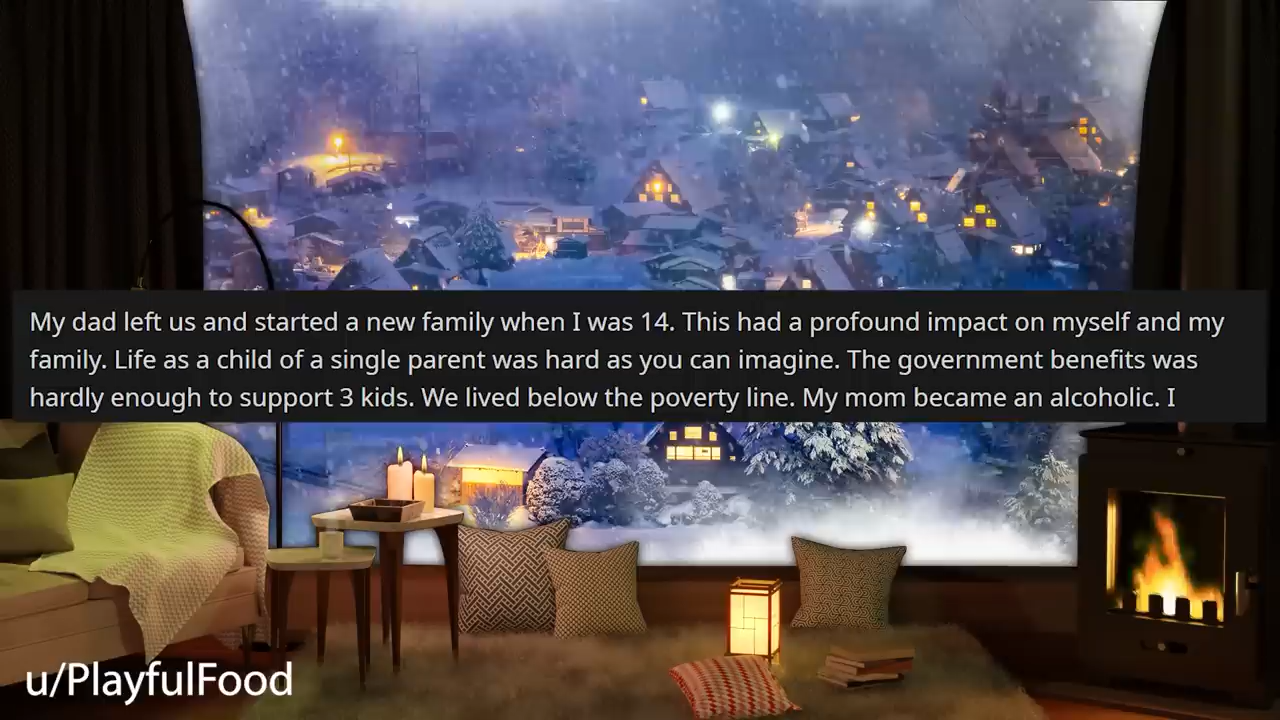 My dad left us and started a new family when I was 14. This had a profound impact on myself and my
family. Life as a child of a single parent was hard as you can imagine. The government benefits was
hardly enough to support 3 kids. We lived below the poverty line. My mom became an alcoholic. I
u/PlayfulFood